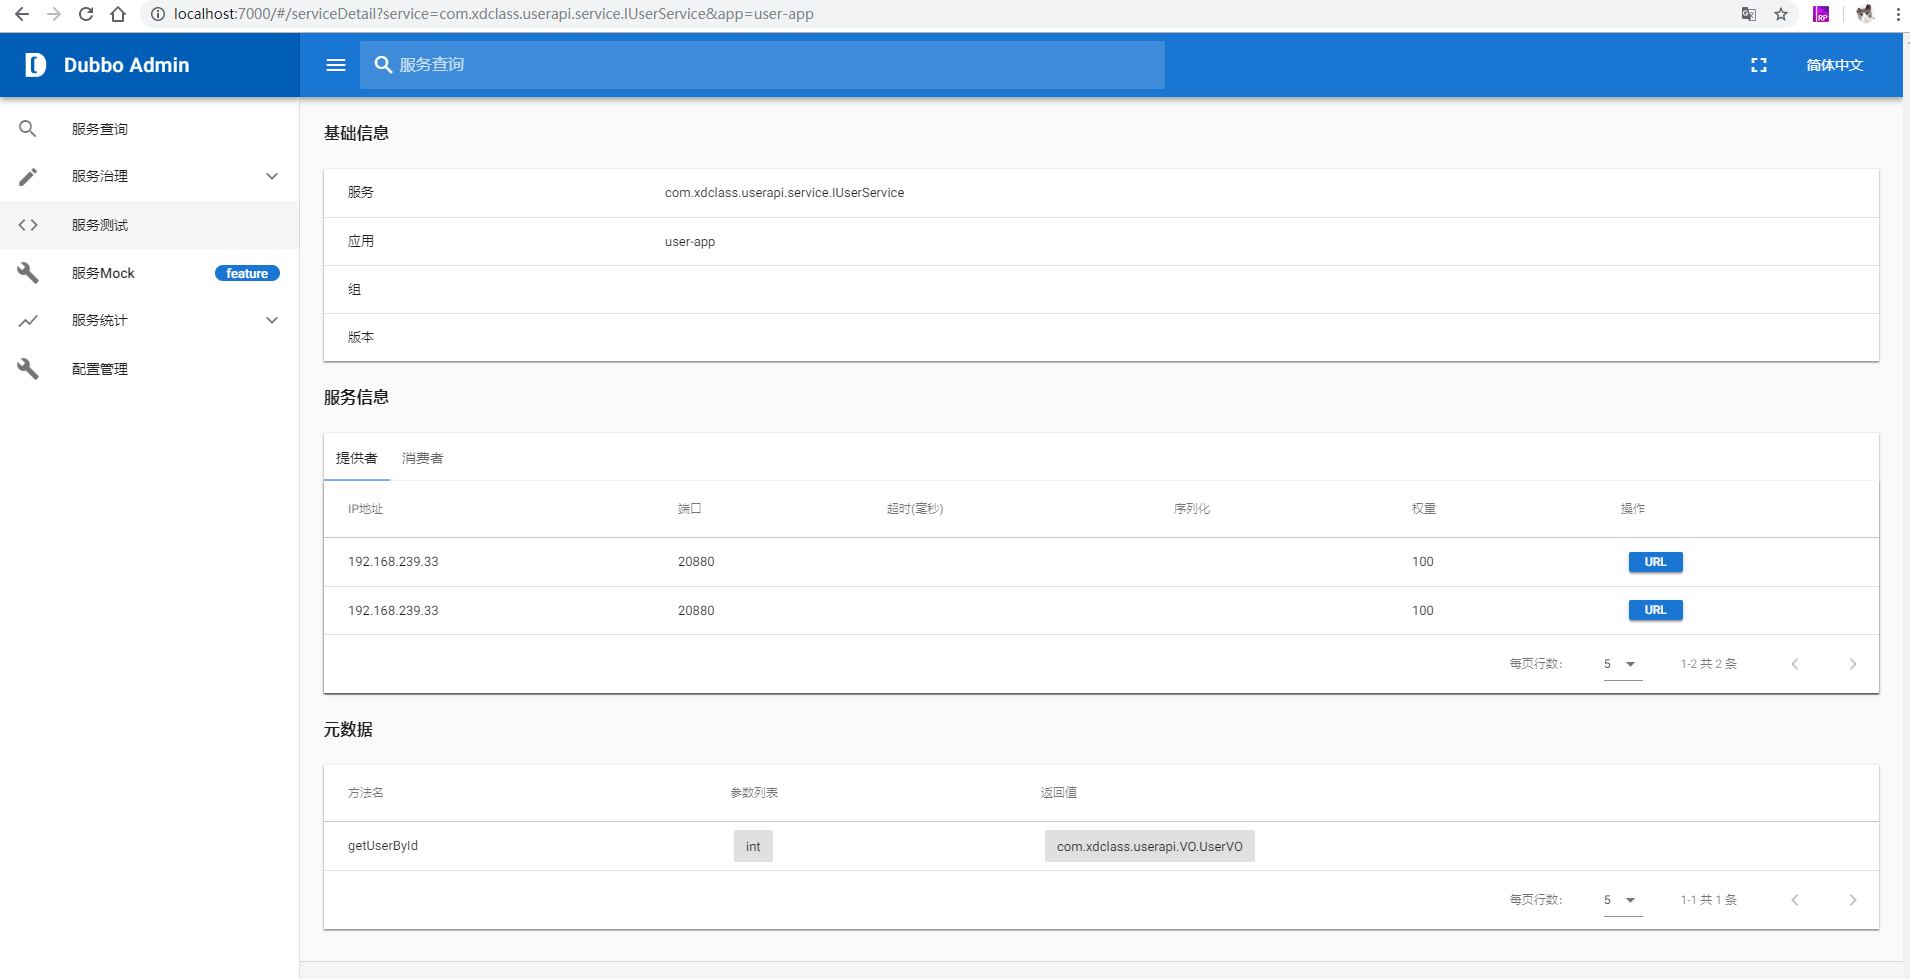 localhost:7000/#/serviceDetail?service=com.xdclass.userapi.service.IUserService&app=user-app
RP
Dubbo Admin
服务查询
简体中文
服务查询
服务治理
服务测试
服务Mock feature
服务统计
配置管理
基础信息
服务 com.xdclass.userapi.service.IUserService
应用 user-app
组
版本
服务信息
提供者 消费者
IP地址 端口 超时(毫秒) 序列化 权重 操作
192.168.239.33 20880 100 URL
192.168.239.33 20880 100 URL
每页行数: 5 1-2 共 2 条
元数据
方法名 参数列表 返回值
getUserById int com.xdclass.userapi.VO.UserVO
每页行数: 5 1-1 共 1 条